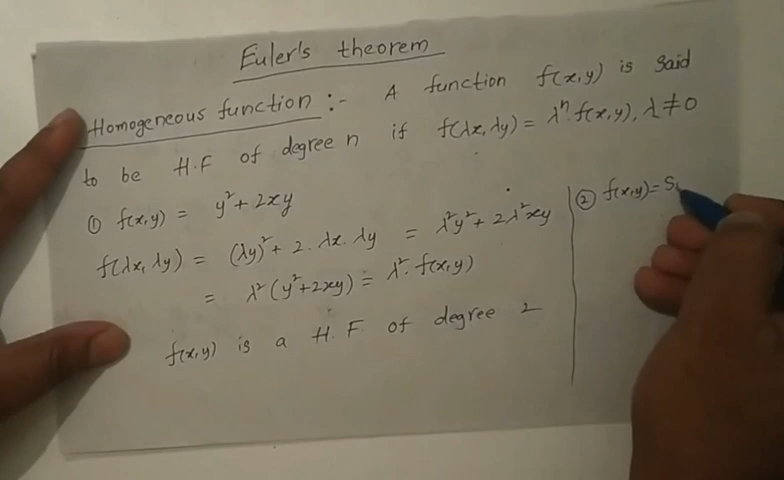 Euler's theorem
Homogeneous function :- A function f(x,y) is said
to be H.F of degree n if f(λx, λy) = λⁿ. f(x,y), λ ≠ 0
① f(x,y) = y² + 2xy
f(λx, λy) = (λy)² + 2. λx. λy = λ²y² + 2λ²xy
= λ² (y²+2xy) = λ². f(x,y)
f(x,y) is a H.F. of degree 2
② f(x,y) = Si